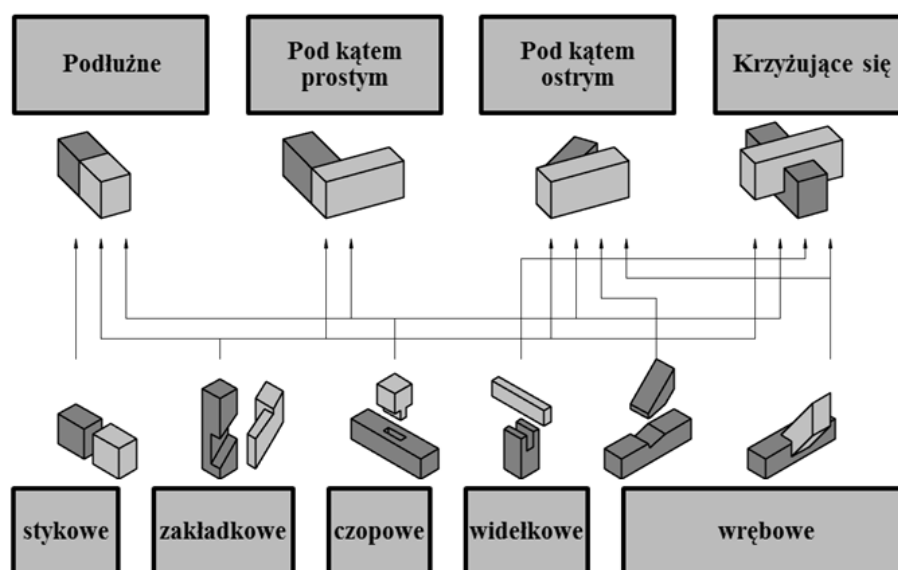 Podłużne
Pod kątem
prostym
Pod kątem
ostrym
Krzyżujące się
stykowe
zakładkowe
czopowe
widełkowe
wrębowe